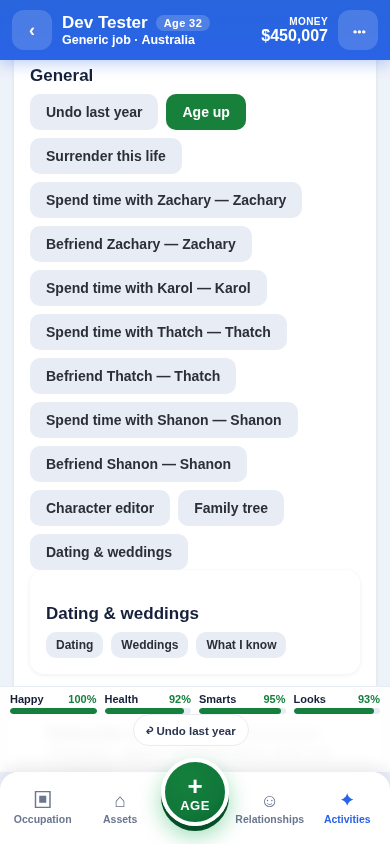 ‹
Dev Tester Age 32
Generic job · Australia
MONEY
$450,007
•••
General
Undo last year
Age up
Surrender this life
Spend time with Zachary — Zachary
Befriend Zachary — Zachary
Spend time with Karol — Karol
Spend time with Thatch — Thatch
Befriend Thatch — Thatch
Spend time with Shanon — Shanon
Befriend Shanon — Shanon
Character editor
Family tree
Dating & weddings
Dating & weddings
Dating
Weddings
What I know
Happy 100%
Health 92%
Smarts 95%
Looks 93%
Undo last year
Occupation
Assets
+
AGE
Relationships
Activities